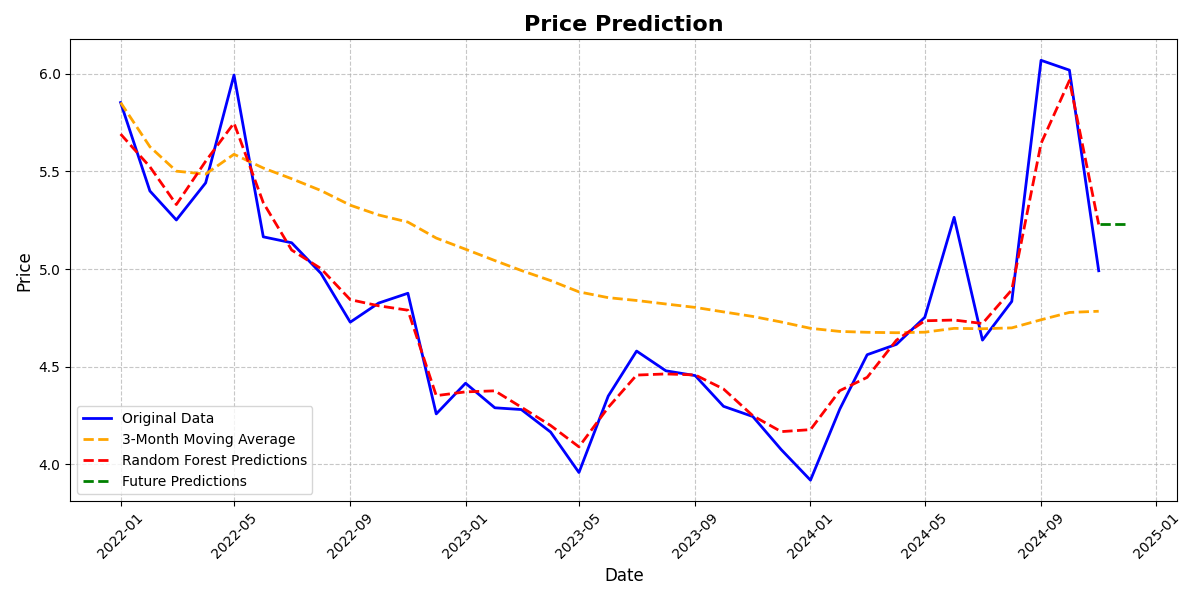 Price Prediction
Price
6.0
5.5
5.0
4.5
4.0
Original Data
3-Month Moving Average
Random Forest Predictions
Future Predictions
2022-01
2022-05
2022-09
2023-01
2023-05
2023-09
2024-01
2024-05
2024-09
2025-01
Date